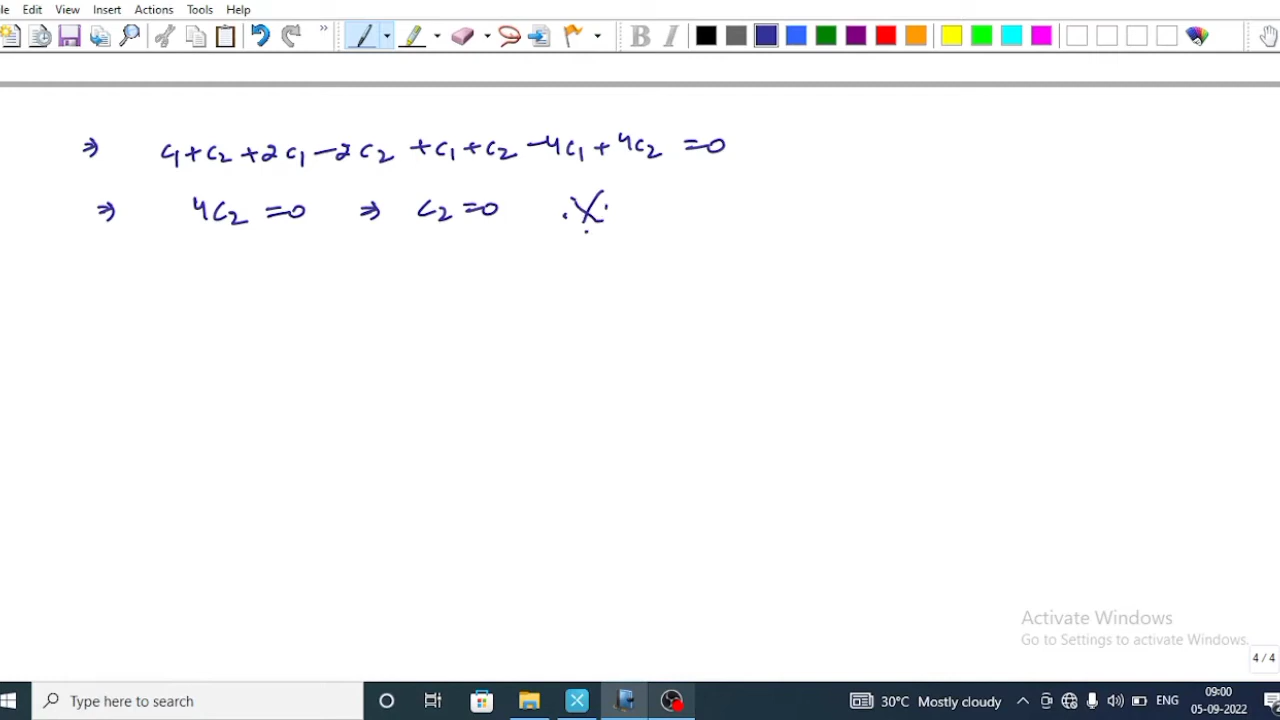 Edit View Insert Actions Tools Help
B I
⇒ c₁+c₂+2c₁-2c₂+c₁+c₂-4c₁+4c₂=0
⇒ 4c₂=0 ⇒ c₂=0
Activate Windows
Go to Settings to activate Windows.
4/4
Type here to search
30°C Mostly cloudy
ENG
09:00
05-09-2022